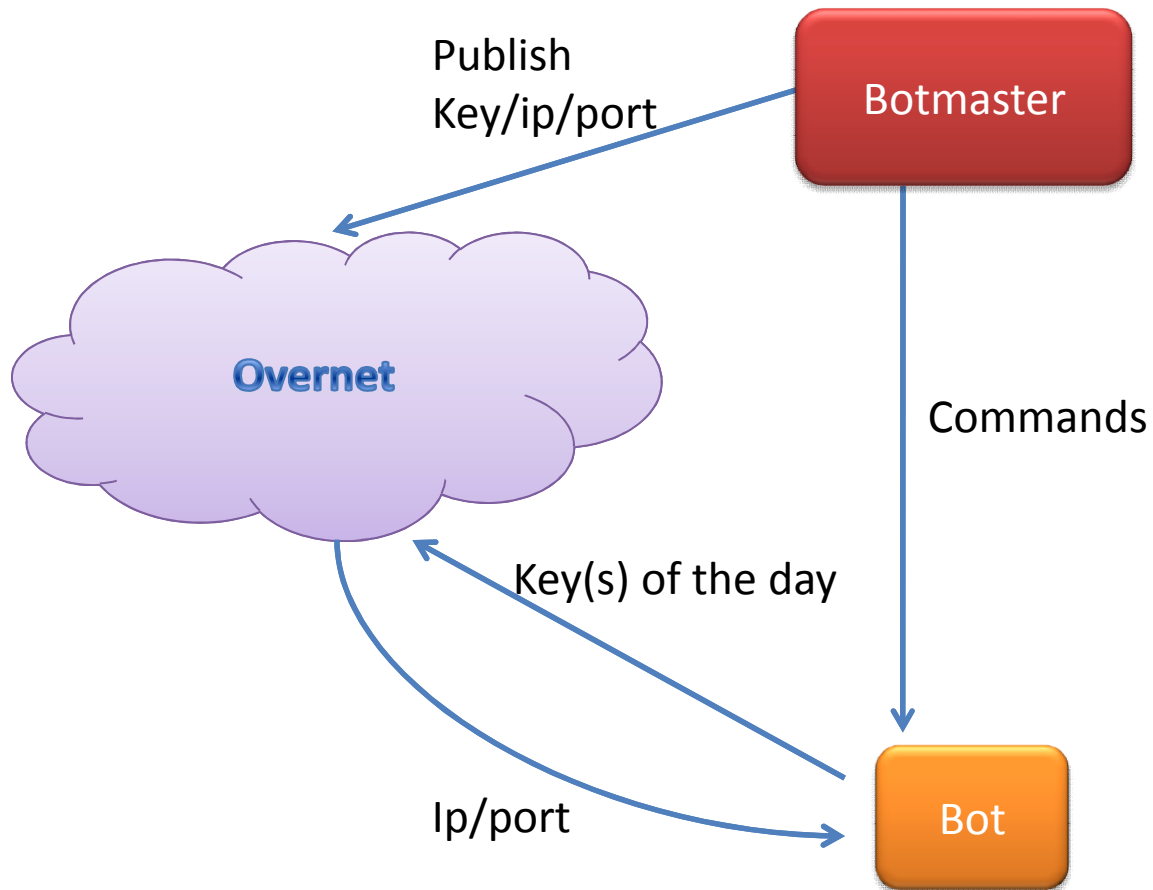 Publish
Key/ip/port
Botmaster
Overnet
Commands
Key(s) of the day
Ip/port
Bot